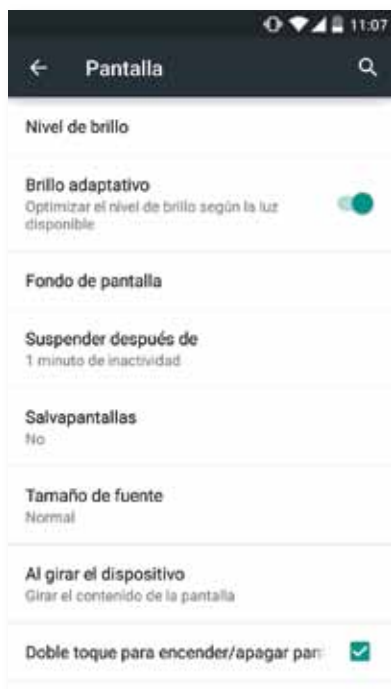 11:07
Pantalla
Nivel de brillo
Brillo adaptativo
Optimizar el nivel de brillo según la luz
disponible
Fondo de pantalla
Suspender después de
1 minuto de inactividad
Salvapantallas
No
Tamaño de fuente
Normal
Al girar el dispositivo
Girar el contenido de la pantalla
Doble toque para encender/apagar pan